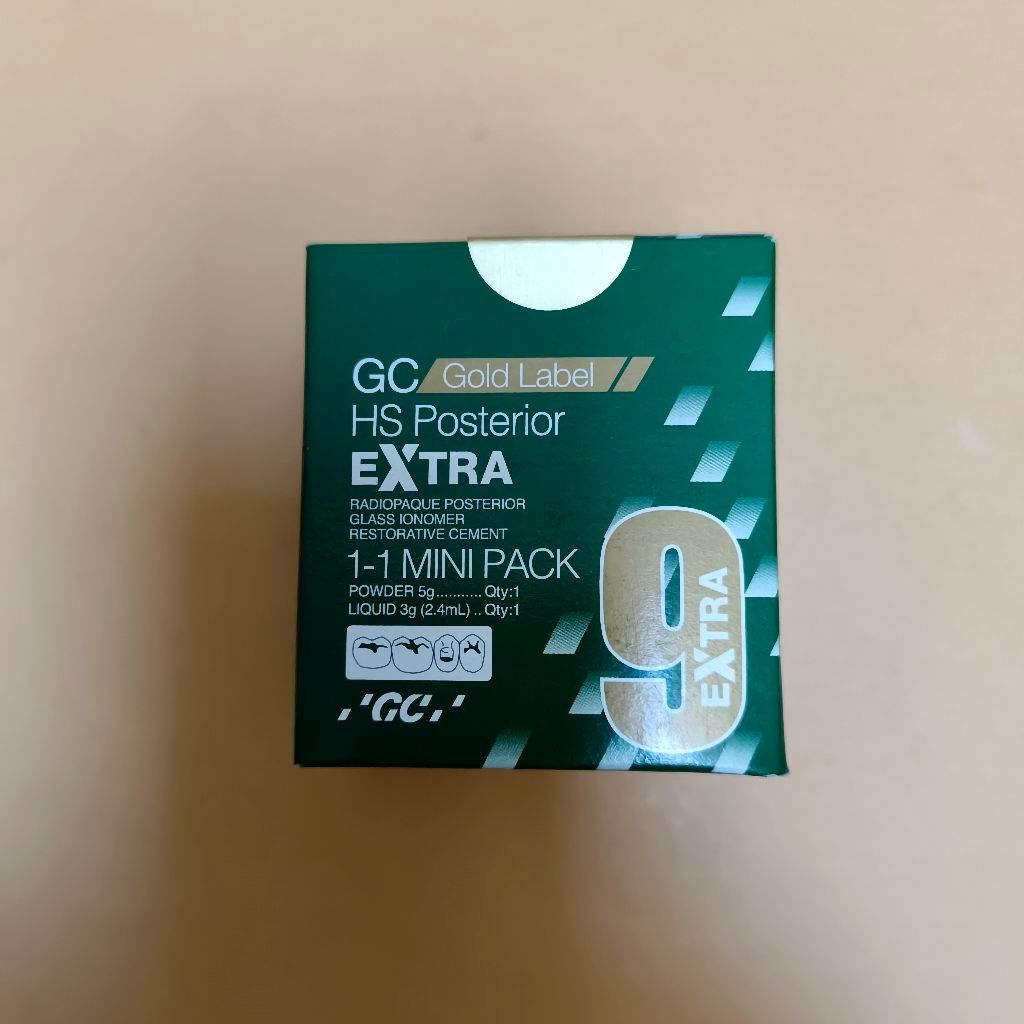 GC Gold Label
HS Posterior
EXTRA
RADIOPAQUE POSTERIOR
GLASS IONOMER
RESTORATIVE CEMENT
1-1 MINI PACK
POWDER 5g........... Qty:1
LIQUID 3g (2.4mL) .. Qty:1
GC
9
EXTRA